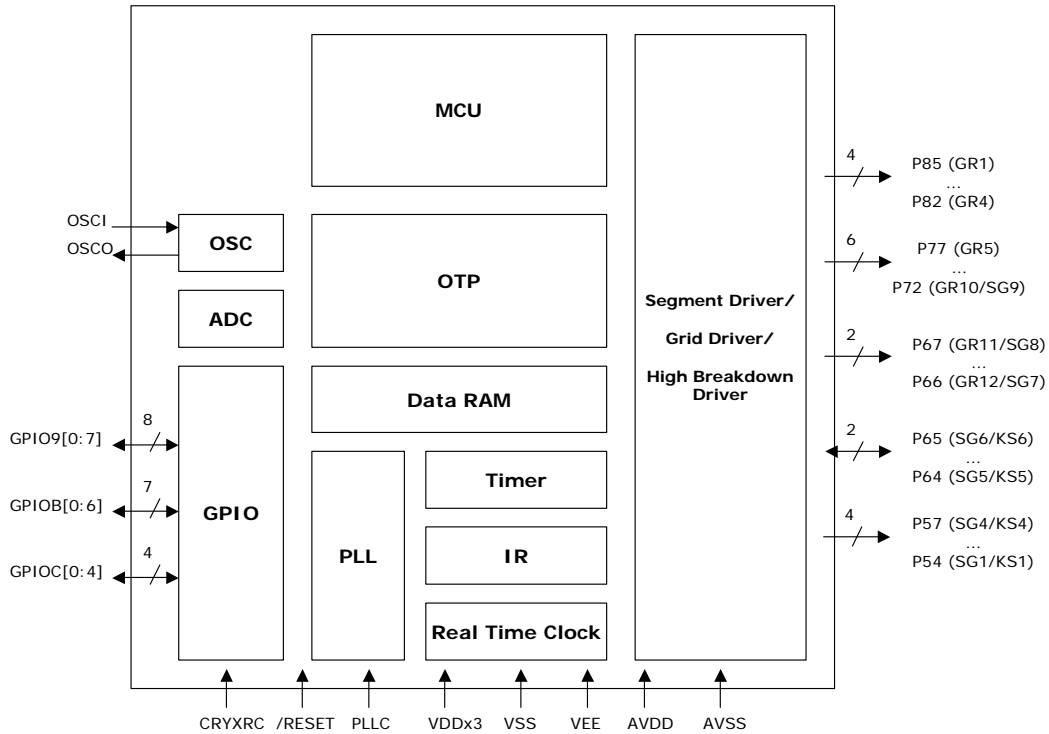 MCU
4
P85 (GR1)
...
P82 (GR4)
OSCI
OSCO
OSC
OTP
6
P77 (GR5)
...
P72 (GR10/SG9)
ADC
Segment Driver/
Grid Driver/
High Breakdown
Driver
2
P67 (GR11/SG8)
...
P66 (GR12/SG7)
Data RAM
GPIO9[0:7]
8
2
P65 (SG6/KS6)
...
P64 (SG5/KS5)
Timer
GPIOB[0:6]
7
GPIO
4
P57 (SG4/KS4)
...
P54 (SG1/KS1)
PLL
IR
GPIOC[0:4]
4
Real Time Clock
CRYXRC
/RESET
PLLC
VDDx3
VSS
VEE
AVDD
AVSS